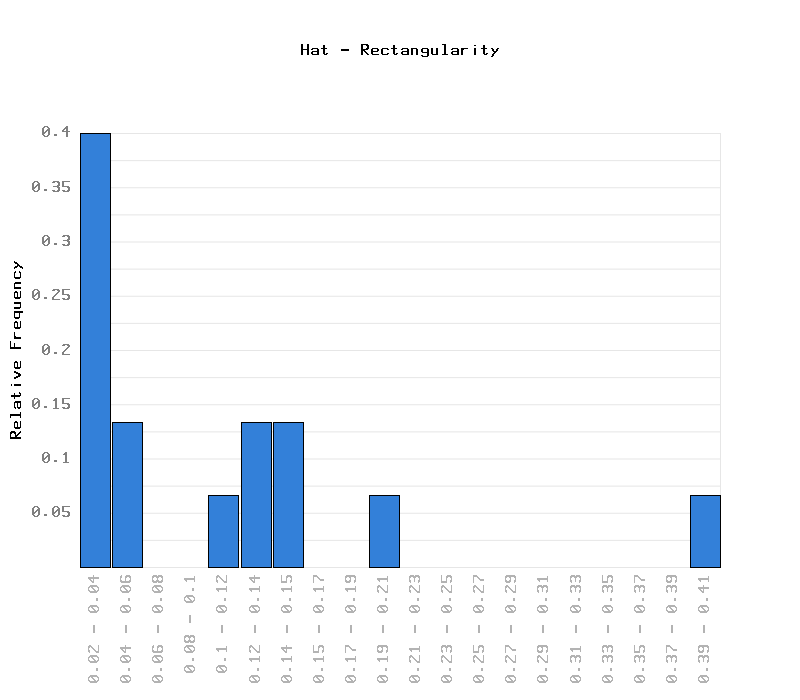 Hat - Rectangularity
Relative Frequency
0.4
0.35
0.3
0.25
0.2
0.15
0.1
0.05
0.02 - 0.04
0.04 - 0.06
0.06 - 0.08
0.08 - 0.1
0.1 - 0.12
0.12 - 0.14
0.14 - 0.15
0.15 - 0.17
0.17 - 0.19
0.19 - 0.21
0.21 - 0.23
0.23 - 0.25
0.25 - 0.27
0.27 - 0.29
0.29 - 0.31
0.31 - 0.33
0.33 - 0.35
0.35 - 0.37
0.37 - 0.39
0.39 - 0.41